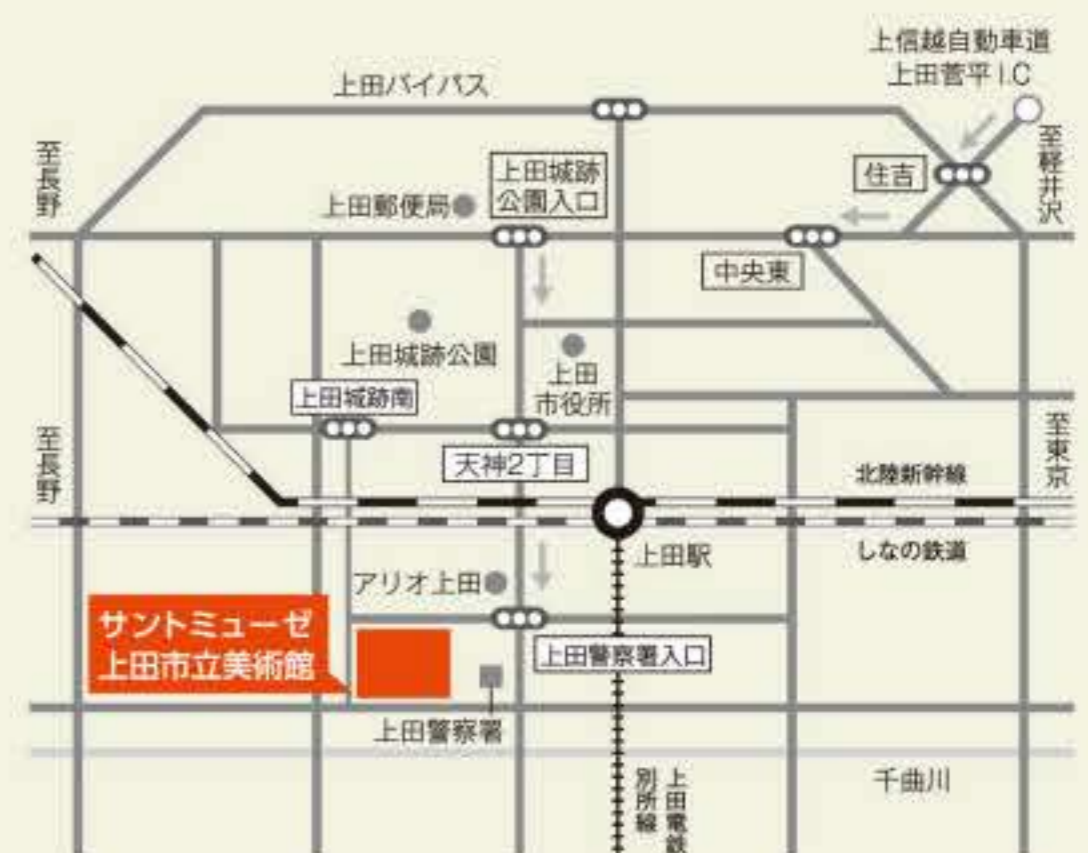 上信越自動車道
上田菅平I.C
上田バイパス
至長野
至軽井沢
上田城跡
公園入口
住吉
上田郵便局
中央東
上田城跡公園
上田
市役所
上田城跡南
至長野
天神2丁目
至東京
北陸新幹線
上田駅
しなの鉄道
アリオ上田
サントミューゼ
上田市立美術館
上田警察署入口
上田警察署
千曲川
上田電鉄
別所線